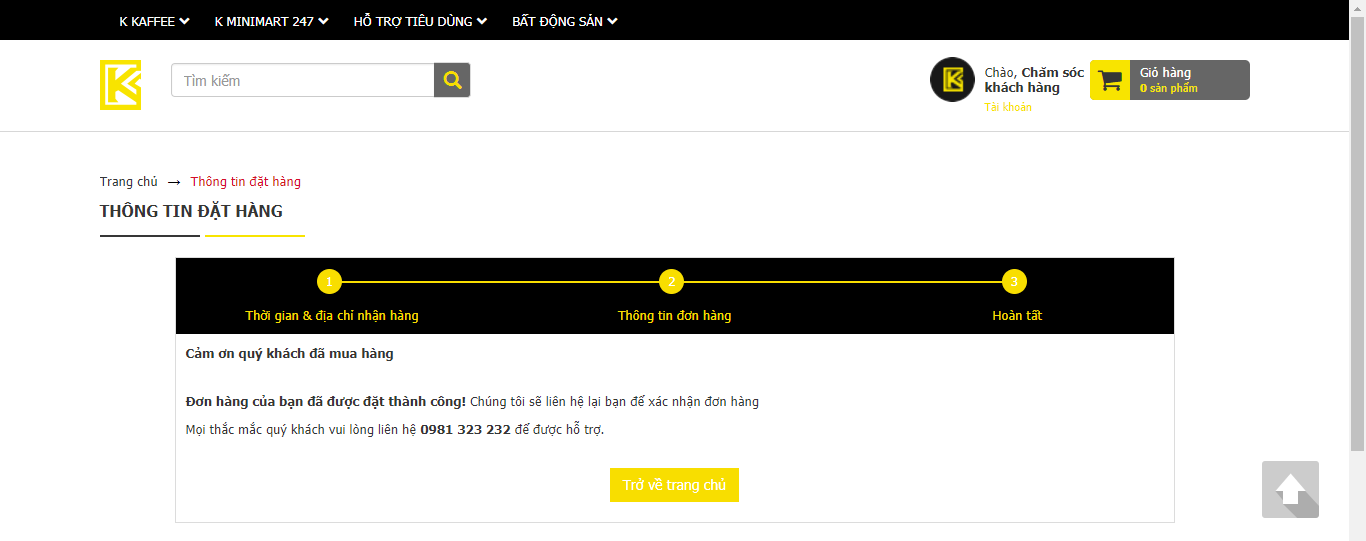 K KAFFEE K MINIMART 247 HỖ TRỢ TIÊU DÙNG BẤT ĐỘNG SẢN
Tìm kiếm
Chào, Chăm sóc
khách hàng
Tài khoản
Giỏ hàng
0 sản phẩm
Trang chủ → Thông tin đặt hàng
THÔNG TIN ĐẶT HÀNG
1 2 3
Thời gian & địa chỉ nhận hàng Thông tin đơn hàng Hoàn tất
Cảm ơn quý khách đã mua hàng
Đơn hàng của bạn đã được đặt thành công! Chúng tôi sẽ liên hệ lại bạn để xác nhận đơn hàng
Mọi thắc mắc quý khách vui lòng liên hệ 0981 323 232 để được hỗ trợ.
Trở về trang chủ